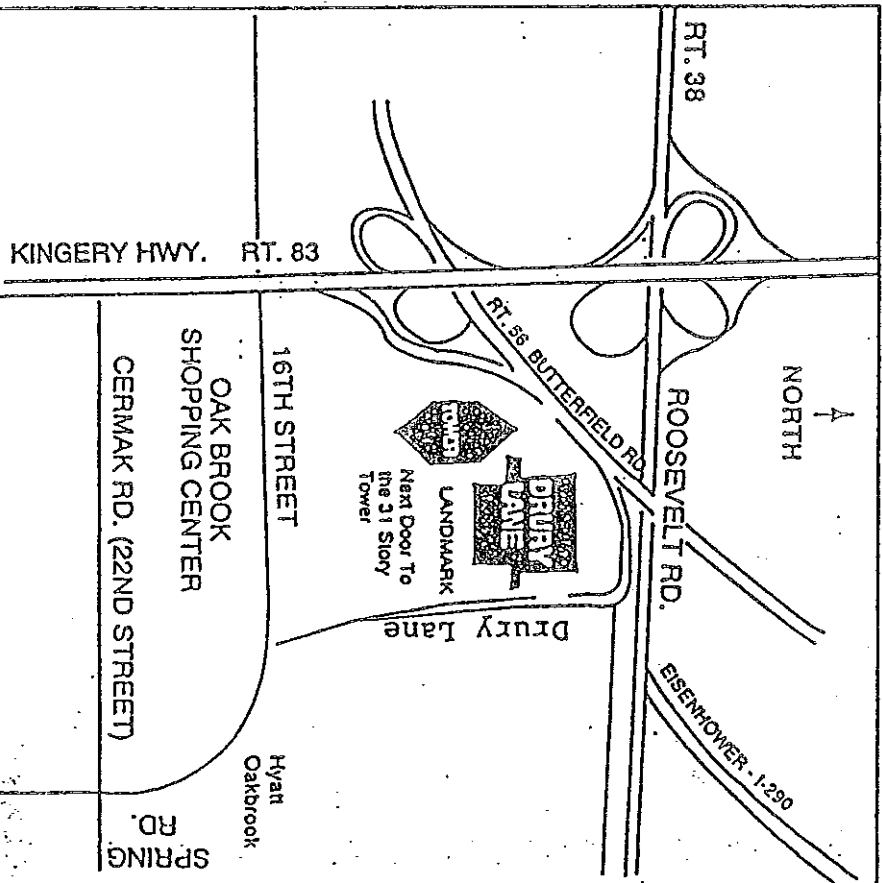 RT. 38
NORTH
KINGERY HWY. RT. 83
ROOSEVELT RD.
RT. 56 BUTTERFIELD RD.
EISENHOWER - I-290
16TH STREET
TOWER
DRURY
LANE
LANDMARK
Next Door To
the 31 Story
Tower
Drury Lane
OAK BROOK
SHOPPING CENTER
CERMAK RD. (22ND STREET)
Hyatt
Oakbrook
SPRING
RD.